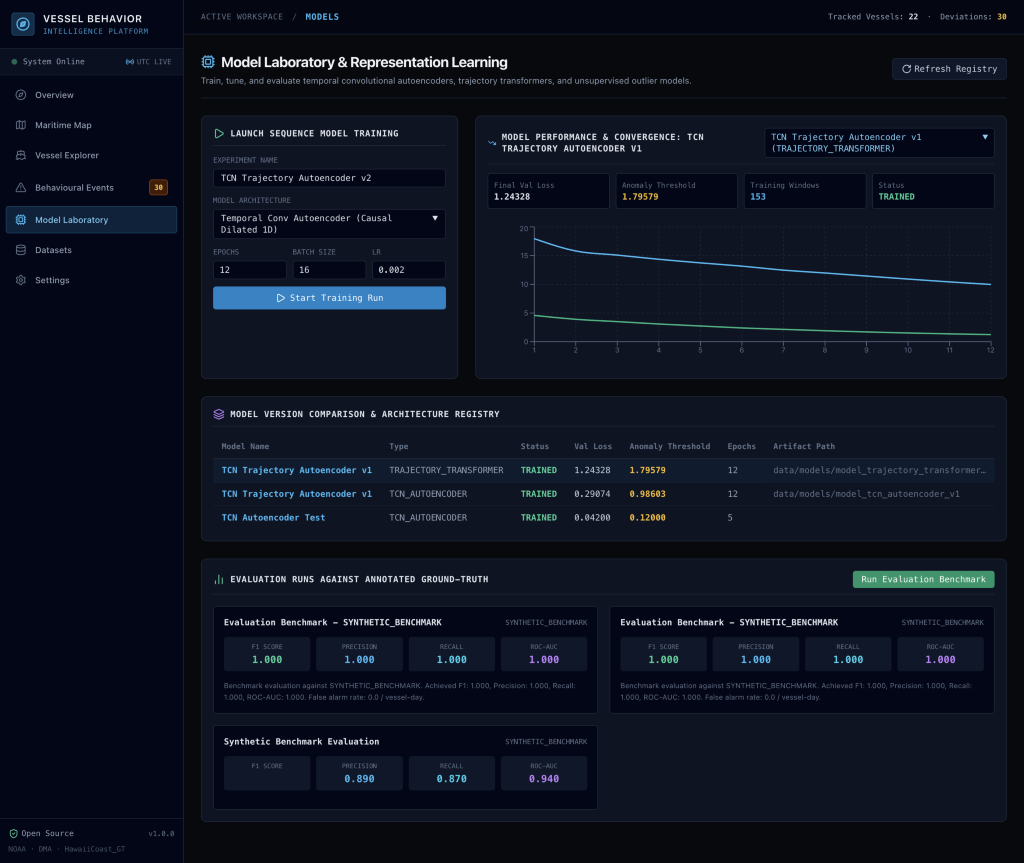 VESSEL BEHAVIOR
INTELLIGENCE PLATFORM
System Online
UTC LIVE
Overview
Maritime Map
Vessel Explorer
Behavioural Events
30
Model Laboratory
Datasets
Settings
Open Source
v1.0.0
NOAA · DMA · HawaiiCoast_GT
ACTIVE WORKSPACE / MODELS
Tracked Vessels: 22 · Deviations: 30
Model Laboratory & Representation Learning
Train, tune, and evaluate temporal convolutional autoencoders, trajectory transformers, and unsupervised outlier models.
Refresh Registry
LAUNCH SEQUENCE MODEL TRAINING
EXPERIMENT NAME
TCN Trajectory Autoencoder v2
MODEL ARCHITECTURE
Temporal Conv Autoencoder (Causal
Dilated 1D)
EPOCHS BATCH SIZE LR
12 16 0.002
Start Training Run
MODEL PERFORMANCE & CONVERGENCE: TCN
TRAJECTORY AUTOENCODER V1
TCN Trajectory Autoencoder v1
(TRAJECTORY_TRANSFORMER)
Final Val Loss
1.24328
Anomaly Threshold
1.79579
Training Windows
153
Status
TRAINED
20
15
10
5
0
1 2 3 4 5 6 7 8 9 10 11 12
MODEL VERSION COMPARISON & ARCHITECTURE REGISTRY
Model Name Type Status Val Loss Anomaly Threshold Epochs Artifact Path
TCN Trajectory Autoencoder v1 TRAJECTORY_TRANSFORMER TRAINED 1.24328 1.79579 12 data/models/model_trajectory_transformer…
TCN Trajectory Autoencoder v1 TCN_AUTOENCODER TRAINED 0.29074 0.98603 12 data/models/model_tcn_autoencoder_v1
TCN Autoencoder Test TCN_AUTOENCODER TRAINED 0.04200 0.12000 5
EVALUATION RUNS AGAINST ANNOTATED GROUND-TRUTH
Run Evaluation Benchmark
Evaluation Benchmark - SYNTHETIC_BENCHMARK
SYNTHETIC_BENCHMARK
F1 SCORE PRECISION RECALL ROC-AUC
1.000 1.000 1.000 1.000
Benchmark evaluation against SYNTHETIC_BENCHMARK. Achieved F1: 1.000, Precision: 1.000, Recall:
1.000, ROC-AUC: 1.000. False alarm rate: 0.0 / vessel-day.
Evaluation Benchmark - SYNTHETIC_BENCHMARK
SYNTHETIC_BENCHMARK
F1 SCORE PRECISION RECALL ROC-AUC
1.000 1.000 1.000 1.000
Benchmark evaluation against SYNTHETIC_BENCHMARK. Achieved F1: 1.000, Precision: 1.000, Recall:
1.000, ROC-AUC: 1.000. False alarm rate: 0.0 / vessel-day.
Synthetic Benchmark Evaluation
SYNTHETIC_BENCHMARK
F1 SCORE PRECISION RECALL ROC-AUC
0.890 0.870 0.940